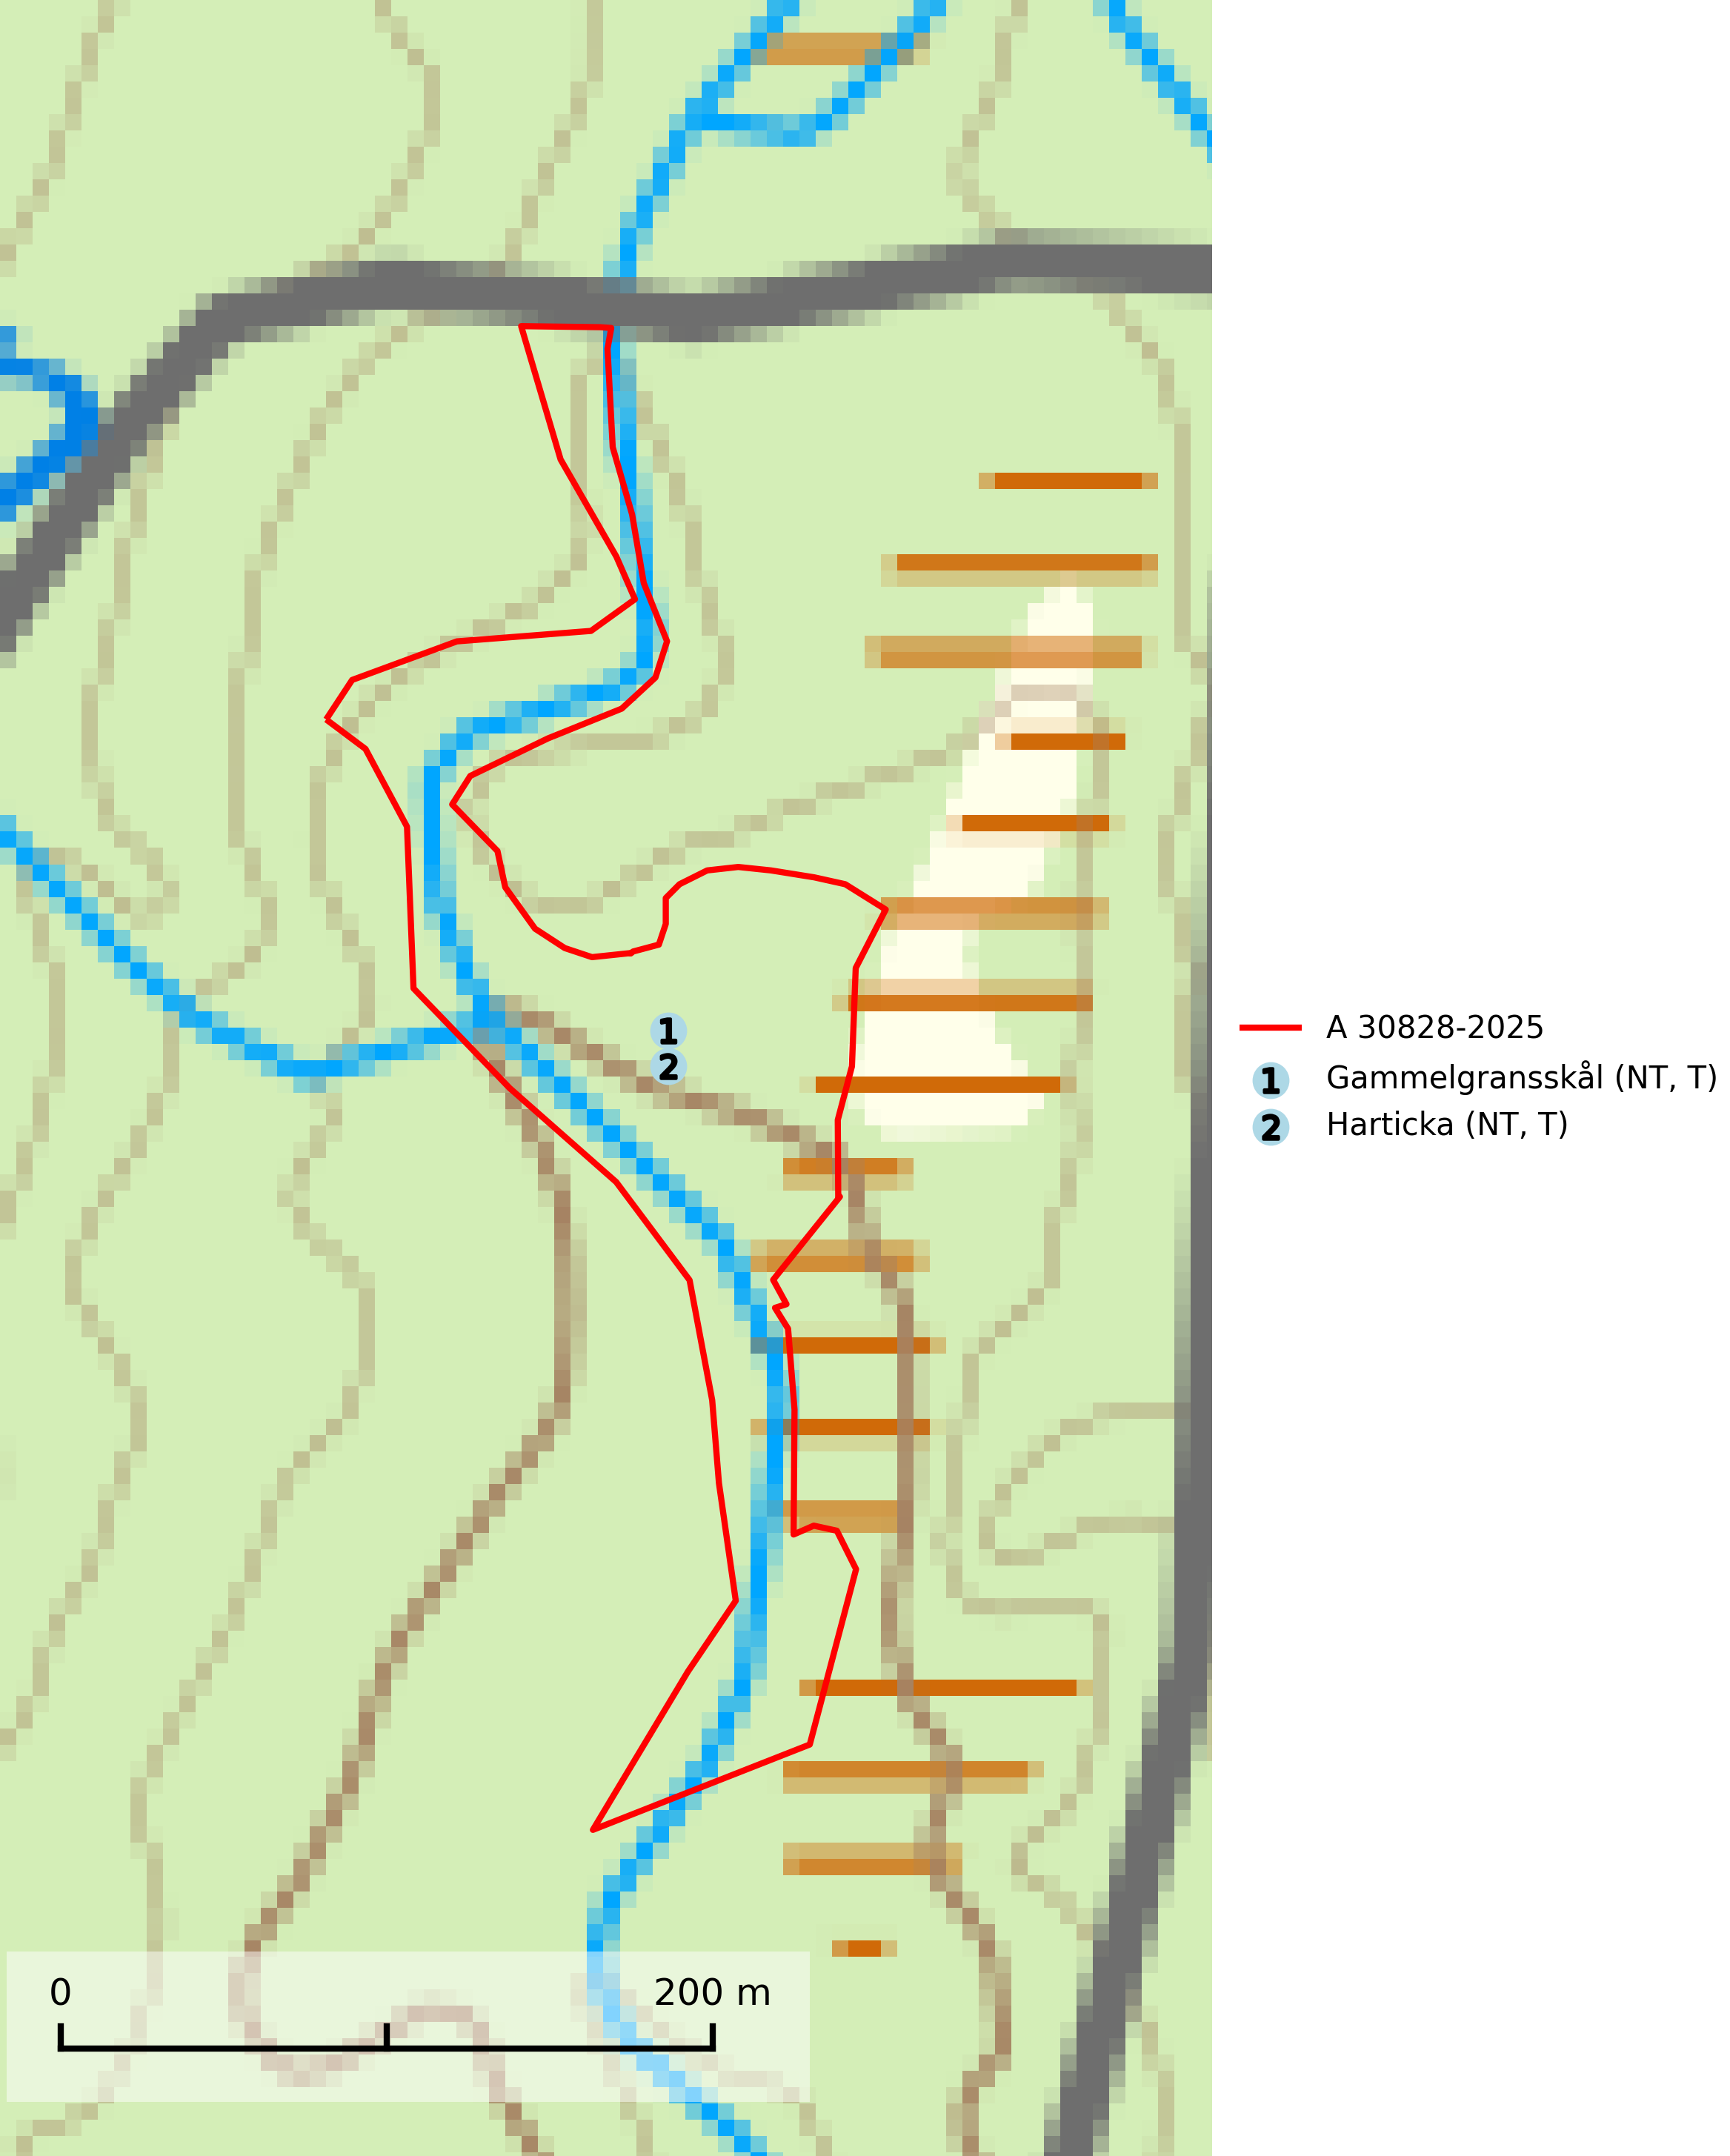 1
2
A 30828-2025
1 Gammelgransskål (NT, T)
2 Harticka (NT, T)
0 200 m